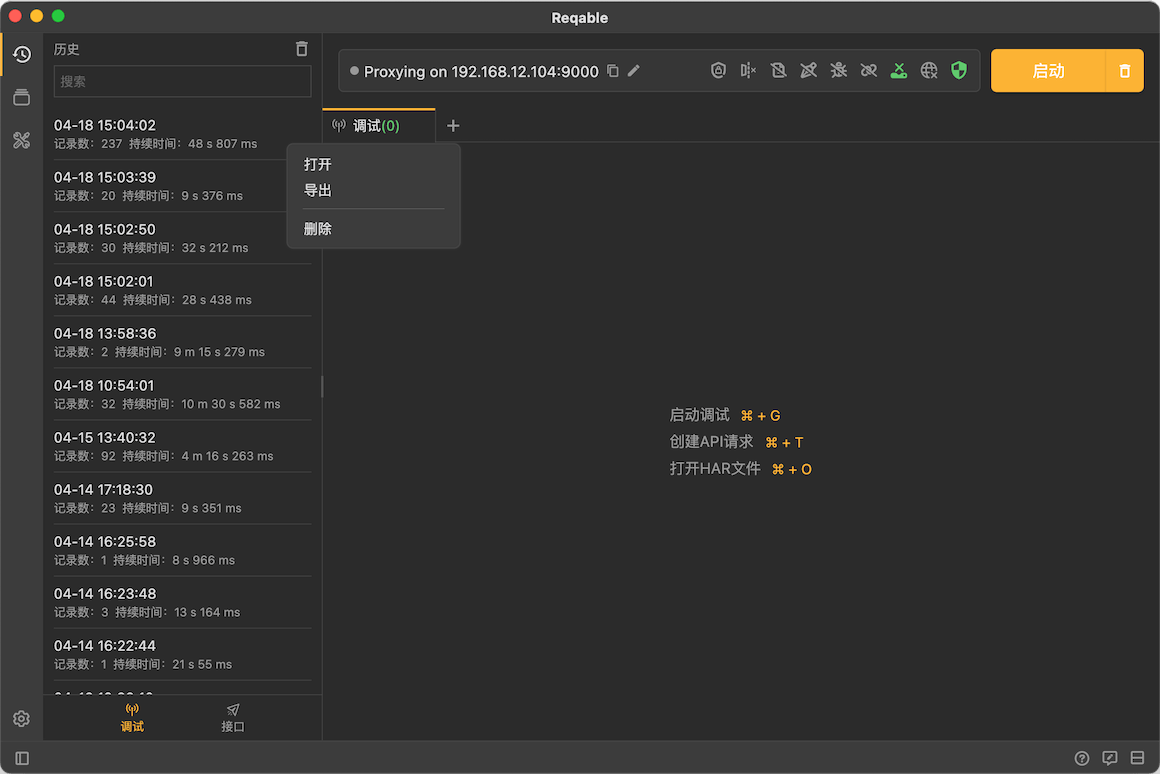 Reqable
历史
搜索
04-18 15:04:02
记录数：237 持续时间：48 s 807 ms
04-18 15:03:39
记录数：20 持续时间：9 s 376 ms
04-18 15:02:50
记录数：30 持续时间：32 s 212 ms
04-18 15:02:01
记录数：44 持续时间：28 s 438 ms
04-18 13:58:36
记录数：2 持续时间：9 m 15 s 279 ms
04-18 10:54:01
记录数：32 持续时间：10 m 30 s 582 ms
04-15 13:40:32
记录数：92 持续时间：4 m 16 s 263 ms
04-14 17:18:30
记录数：23 持续时间：9 s 351 ms
04-14 16:25:58
记录数：1 持续时间：8 s 966 ms
04-14 16:23:48
记录数：3 持续时间：13 s 164 ms
04-14 16:22:44
记录数：1 持续时间：21 s 55 ms
调试
接口
Proxying on 192.168.12.104:9000
启动
调试(0)
打开
导出
删除
启动调试 ⌘ + G
创建API请求 ⌘ + T
打开HAR文件 ⌘ + O